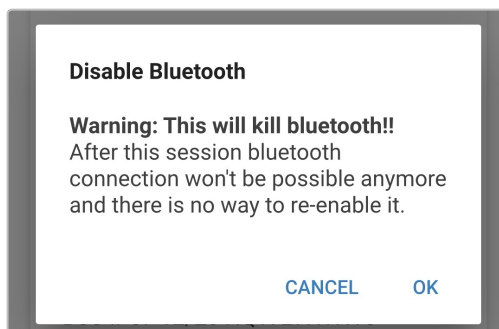 Disable Bluetooth
Warning: This will kill bluetooth!!
After this session bluetooth
connection won't be possible anymore
and there is no way to re-enable it.
CANCEL OK